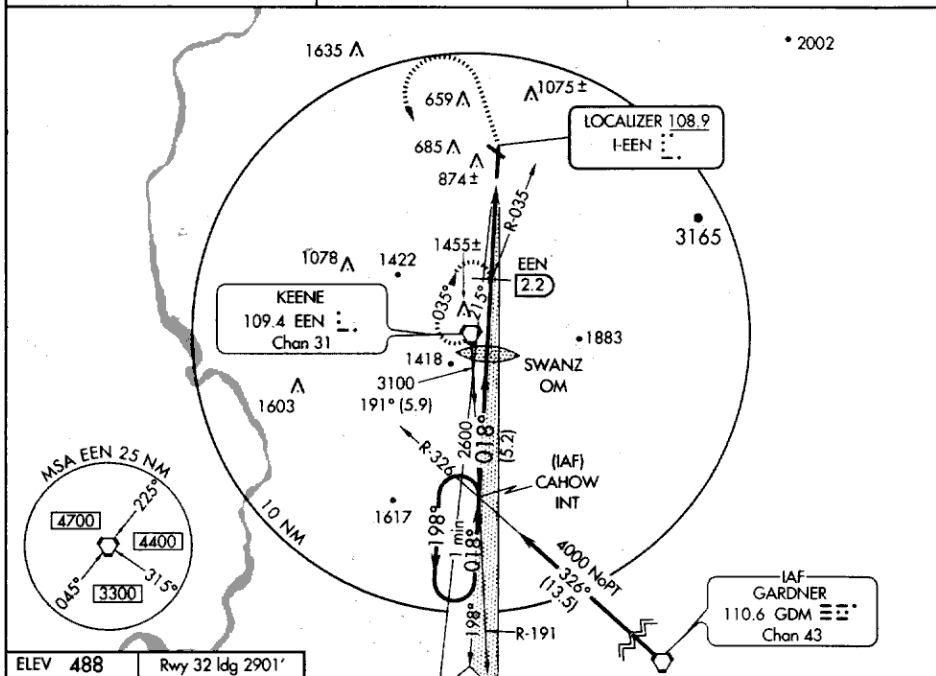 2002
1635
1075±
659
LOCALIZER 108.9
I-EEN
685
874±
R-035
3165
1455±
1078
1422
EEN
2.2
KEENE
109.4 EEN
Chan 31
035°
215°
1883
1418
SWANZ
OM
3100
191° (5.9)
1603
2600
018°
(5.2)
R-326
(IAF)
CAHOW
INT
MSA EEN 25 NM
225°
4700
4400
045°
315°
3300
10 NM
1617
198°
1 min
018°
4000 NoPT
326°
(13.5)
IAF
GARDNER
110.6 GDM
Chan 43
198°
R-191
ELEV 488
Rwy 32 ldg 2901'